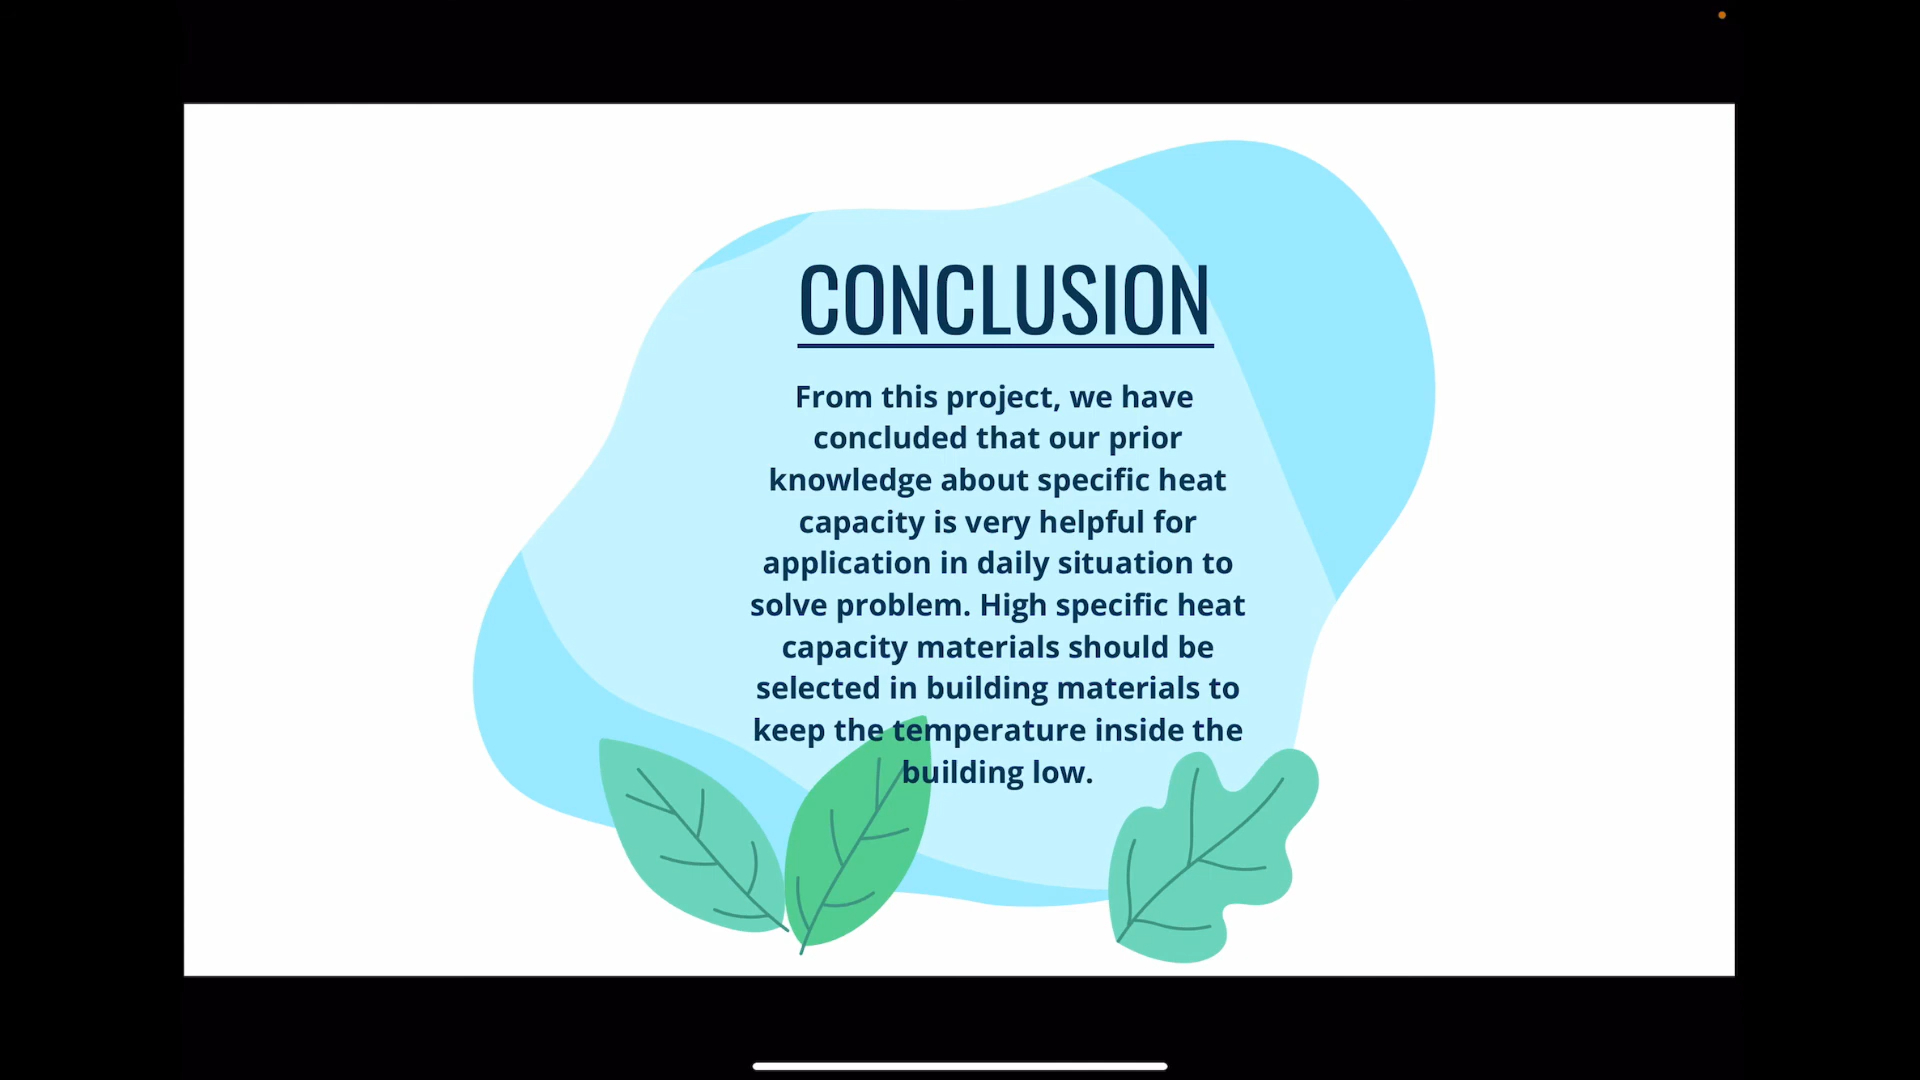 CONCLUSION
From this project, we have
concluded that our prior
knowledge about specific heat
capacity is very helpful for
application in daily situation to
solve problem. High specific heat
capacity materials should be
selected in building materials to
keep the temperature inside the
building low.